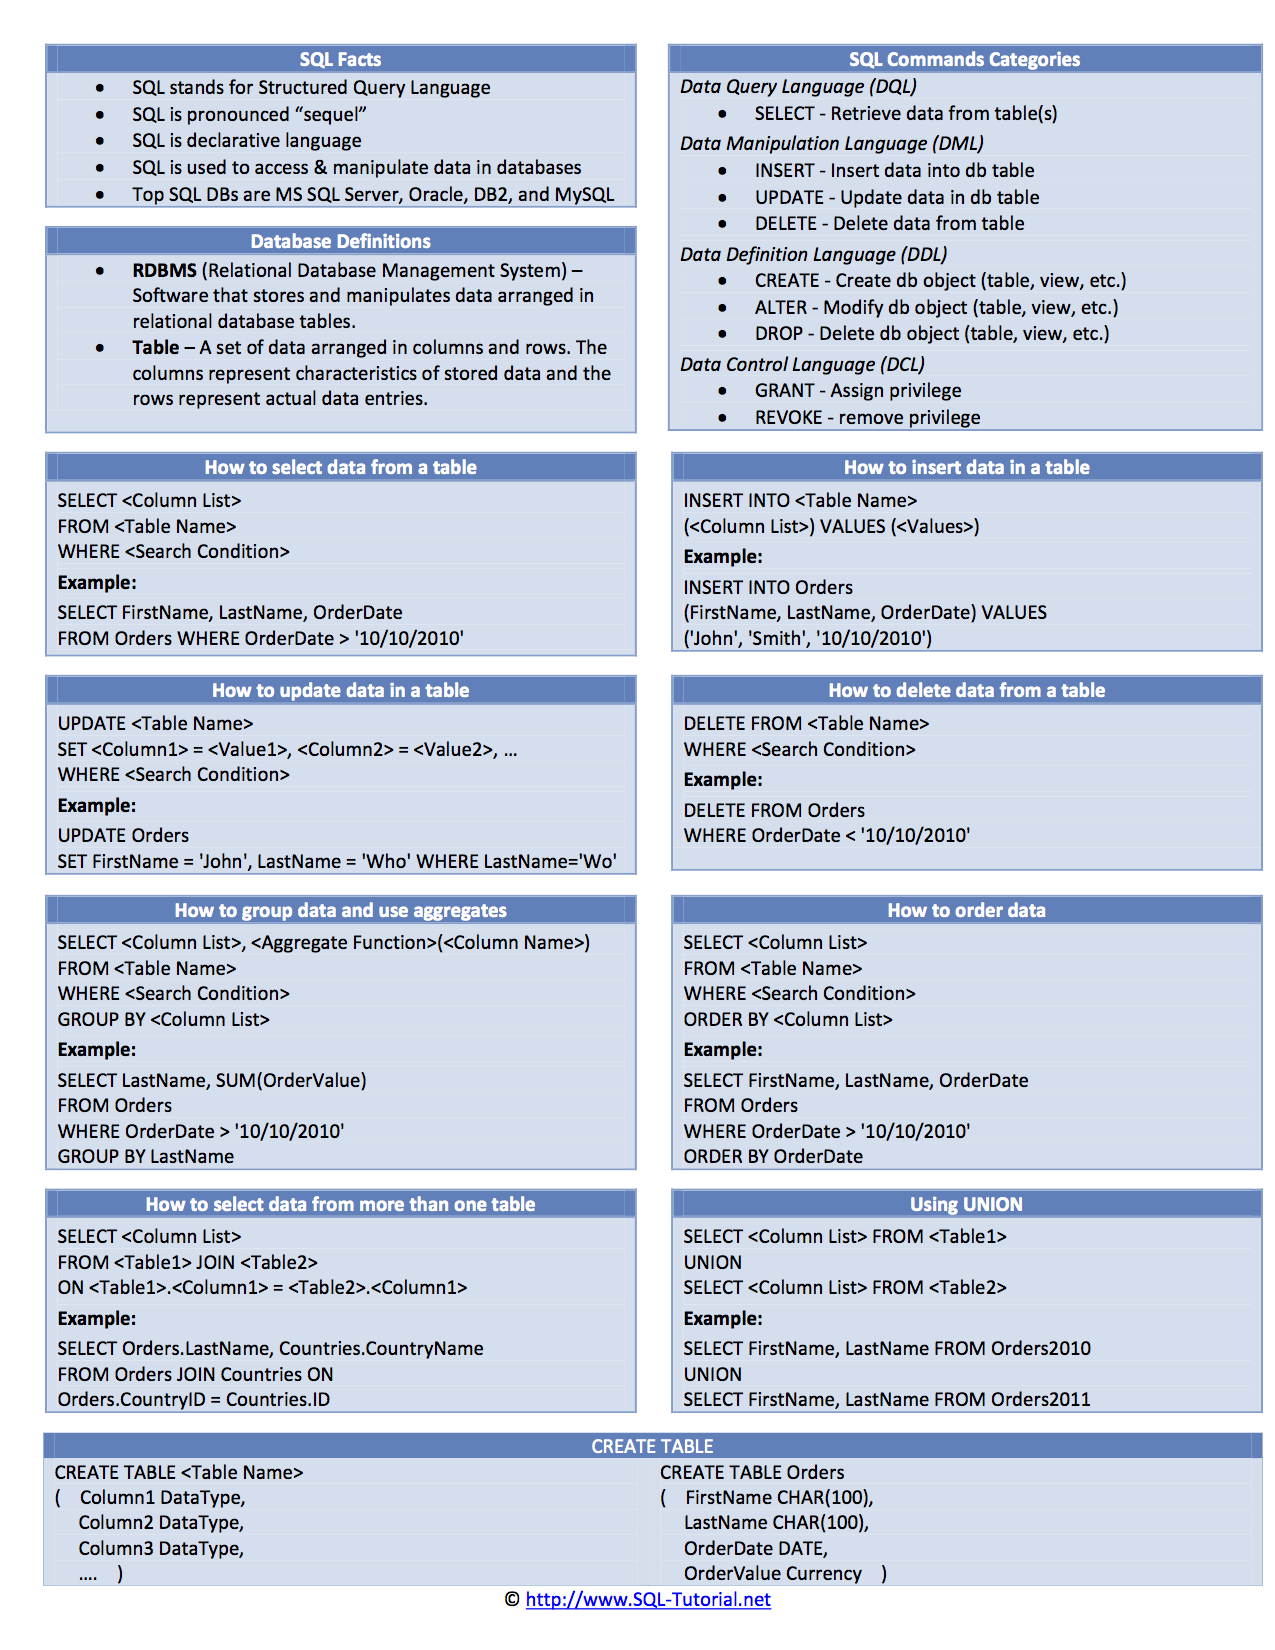 SQL Facts
• SQL stands for Structured Query Language
• SQL is pronounced “sequel”
• SQL is declarative language
• SQL is used to access & manipulate data in databases
• Top SQL DBs are MS SQL Server, Oracle, DB2, and MySQL
Database Definitions
• RDBMS (Relational Database Management System) –
Software that stores and manipulates data arranged in
relational database tables.
• Table – A set of data arranged in columns and rows. The
columns represent characteristics of stored data and the
rows represent actual data entries.
SQL Commands Categories
Data Query Language (DQL)
• SELECT - Retrieve data from table(s)
Data Manipulation Language (DML)
• INSERT - Insert data into db table
• UPDATE - Update data in db table
• DELETE - Delete data from table
Data Definition Language (DDL)
• CREATE - Create db object (table, view, etc.)
• ALTER - Modify db object (table, view, etc.)
• DROP - Delete db object (table, view, etc.)
Data Control Language (DCL)
• GRANT - Assign privilege
• REVOKE - remove privilege
How to select data from a table
SELECT <Column List>
FROM <Table Name>
WHERE <Search Condition>
Example:
SELECT FirstName, LastName, OrderDate
FROM Orders WHERE OrderDate > '10/10/2010'
How to insert data in a table
INSERT INTO <Table Name>
(<Column List>) VALUES (<Values>)
Example:
INSERT INTO Orders
(FirstName, LastName, OrderDate) VALUES
('John', 'Smith', '10/10/2010')
How to update data in a table
UPDATE <Table Name>
SET <Column1> = <Value1>, <Column2> = <Value2>, …
WHERE <Search Condition>
Example:
UPDATE Orders
SET FirstName = 'John', LastName = 'Who' WHERE LastName='Wo'
How to delete data from a table
DELETE FROM <Table Name>
WHERE <Search Condition>
Example:
DELETE FROM Orders
WHERE OrderDate < '10/10/2010'
How to group data and use aggregates
SELECT <Column List>, <Aggregate Function>(<Column Name>)
FROM <Table Name>
WHERE <Search Condition>
GROUP BY <Column List>
Example:
SELECT LastName, SUM(OrderValue)
FROM Orders
WHERE OrderDate > '10/10/2010'
GROUP BY LastName
How to order data
SELECT <Column List>
FROM <Table Name>
WHERE <Search Condition>
ORDER BY <Column List>
Example:
SELECT FirstName, LastName, OrderDate
FROM Orders
WHERE OrderDate > '10/10/2010'
ORDER BY OrderDate
How to select data from more than one table
SELECT <Column List>
FROM <Table1> JOIN <Table2>
ON <Table1>.<Column1> = <Table2>.<Column1>
Example:
SELECT Orders.LastName, Countries.CountryName
FROM Orders JOIN Countries ON
Orders.CountryID = Countries.ID
Using UNION
SELECT <Column List> FROM <Table1>
UNION
SELECT <Column List> FROM <Table2>
Example:
SELECT FirstName, LastName FROM Orders2010
UNION
SELECT FirstName, LastName FROM Orders2011
CREATE TABLE
CREATE TABLE <Table Name>
( Column1 DataType,
Column2 DataType,
Column3 DataType,
.... )
CREATE TABLE Orders
( FirstName CHAR(100),
LastName CHAR(100),
OrderDate DATE,
OrderValue Currency )
© http://www.SQL-Tutorial.net